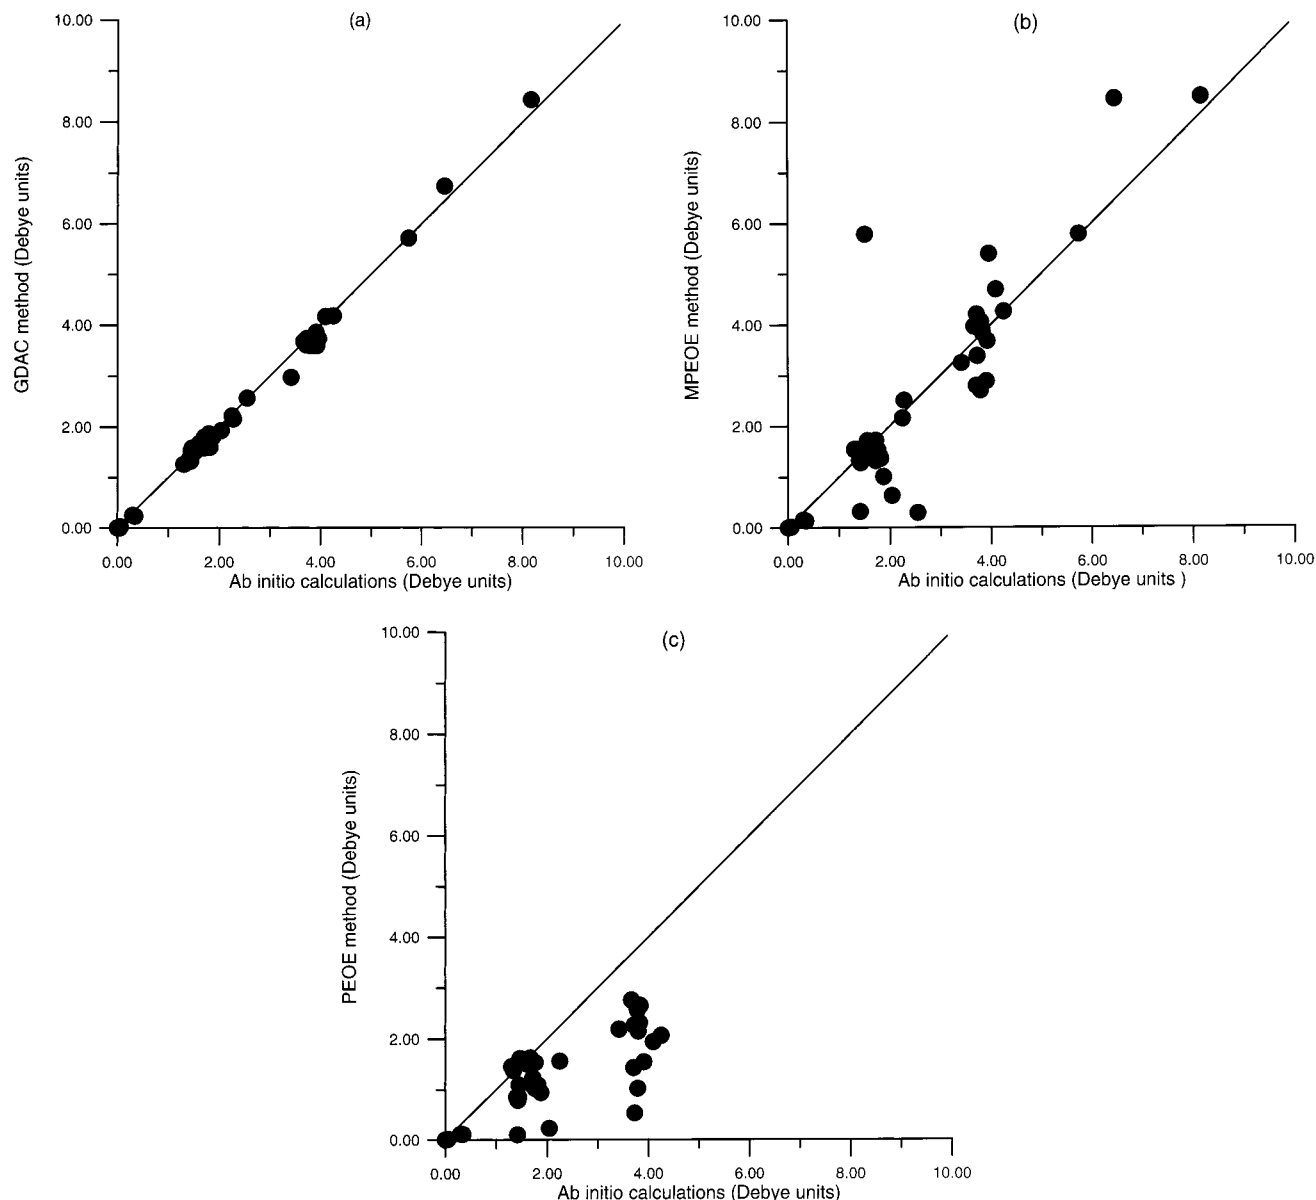 (a)
10.00
8.00
6.00
4.00
2.00
0.00
GDAC method (Debye units)
0.00 2.00 4.00 6.00 8.00 10.00
Ab initio calculations (Debye units)
(b)
10.00
8.00
6.00
4.00
2.00
0.00
MPEOE method (Debye units)
0.00 2.00 4.00 6.00 8.00 10.00
Ab initio calculations (Debye units )
(c)
10.00
8.00
6.00
4.00
2.00
0.00
PEOE method (Debye units)
0.00 2.00 4.00 6.00 8.00 10.00
Ab initio calculations (Debye units)